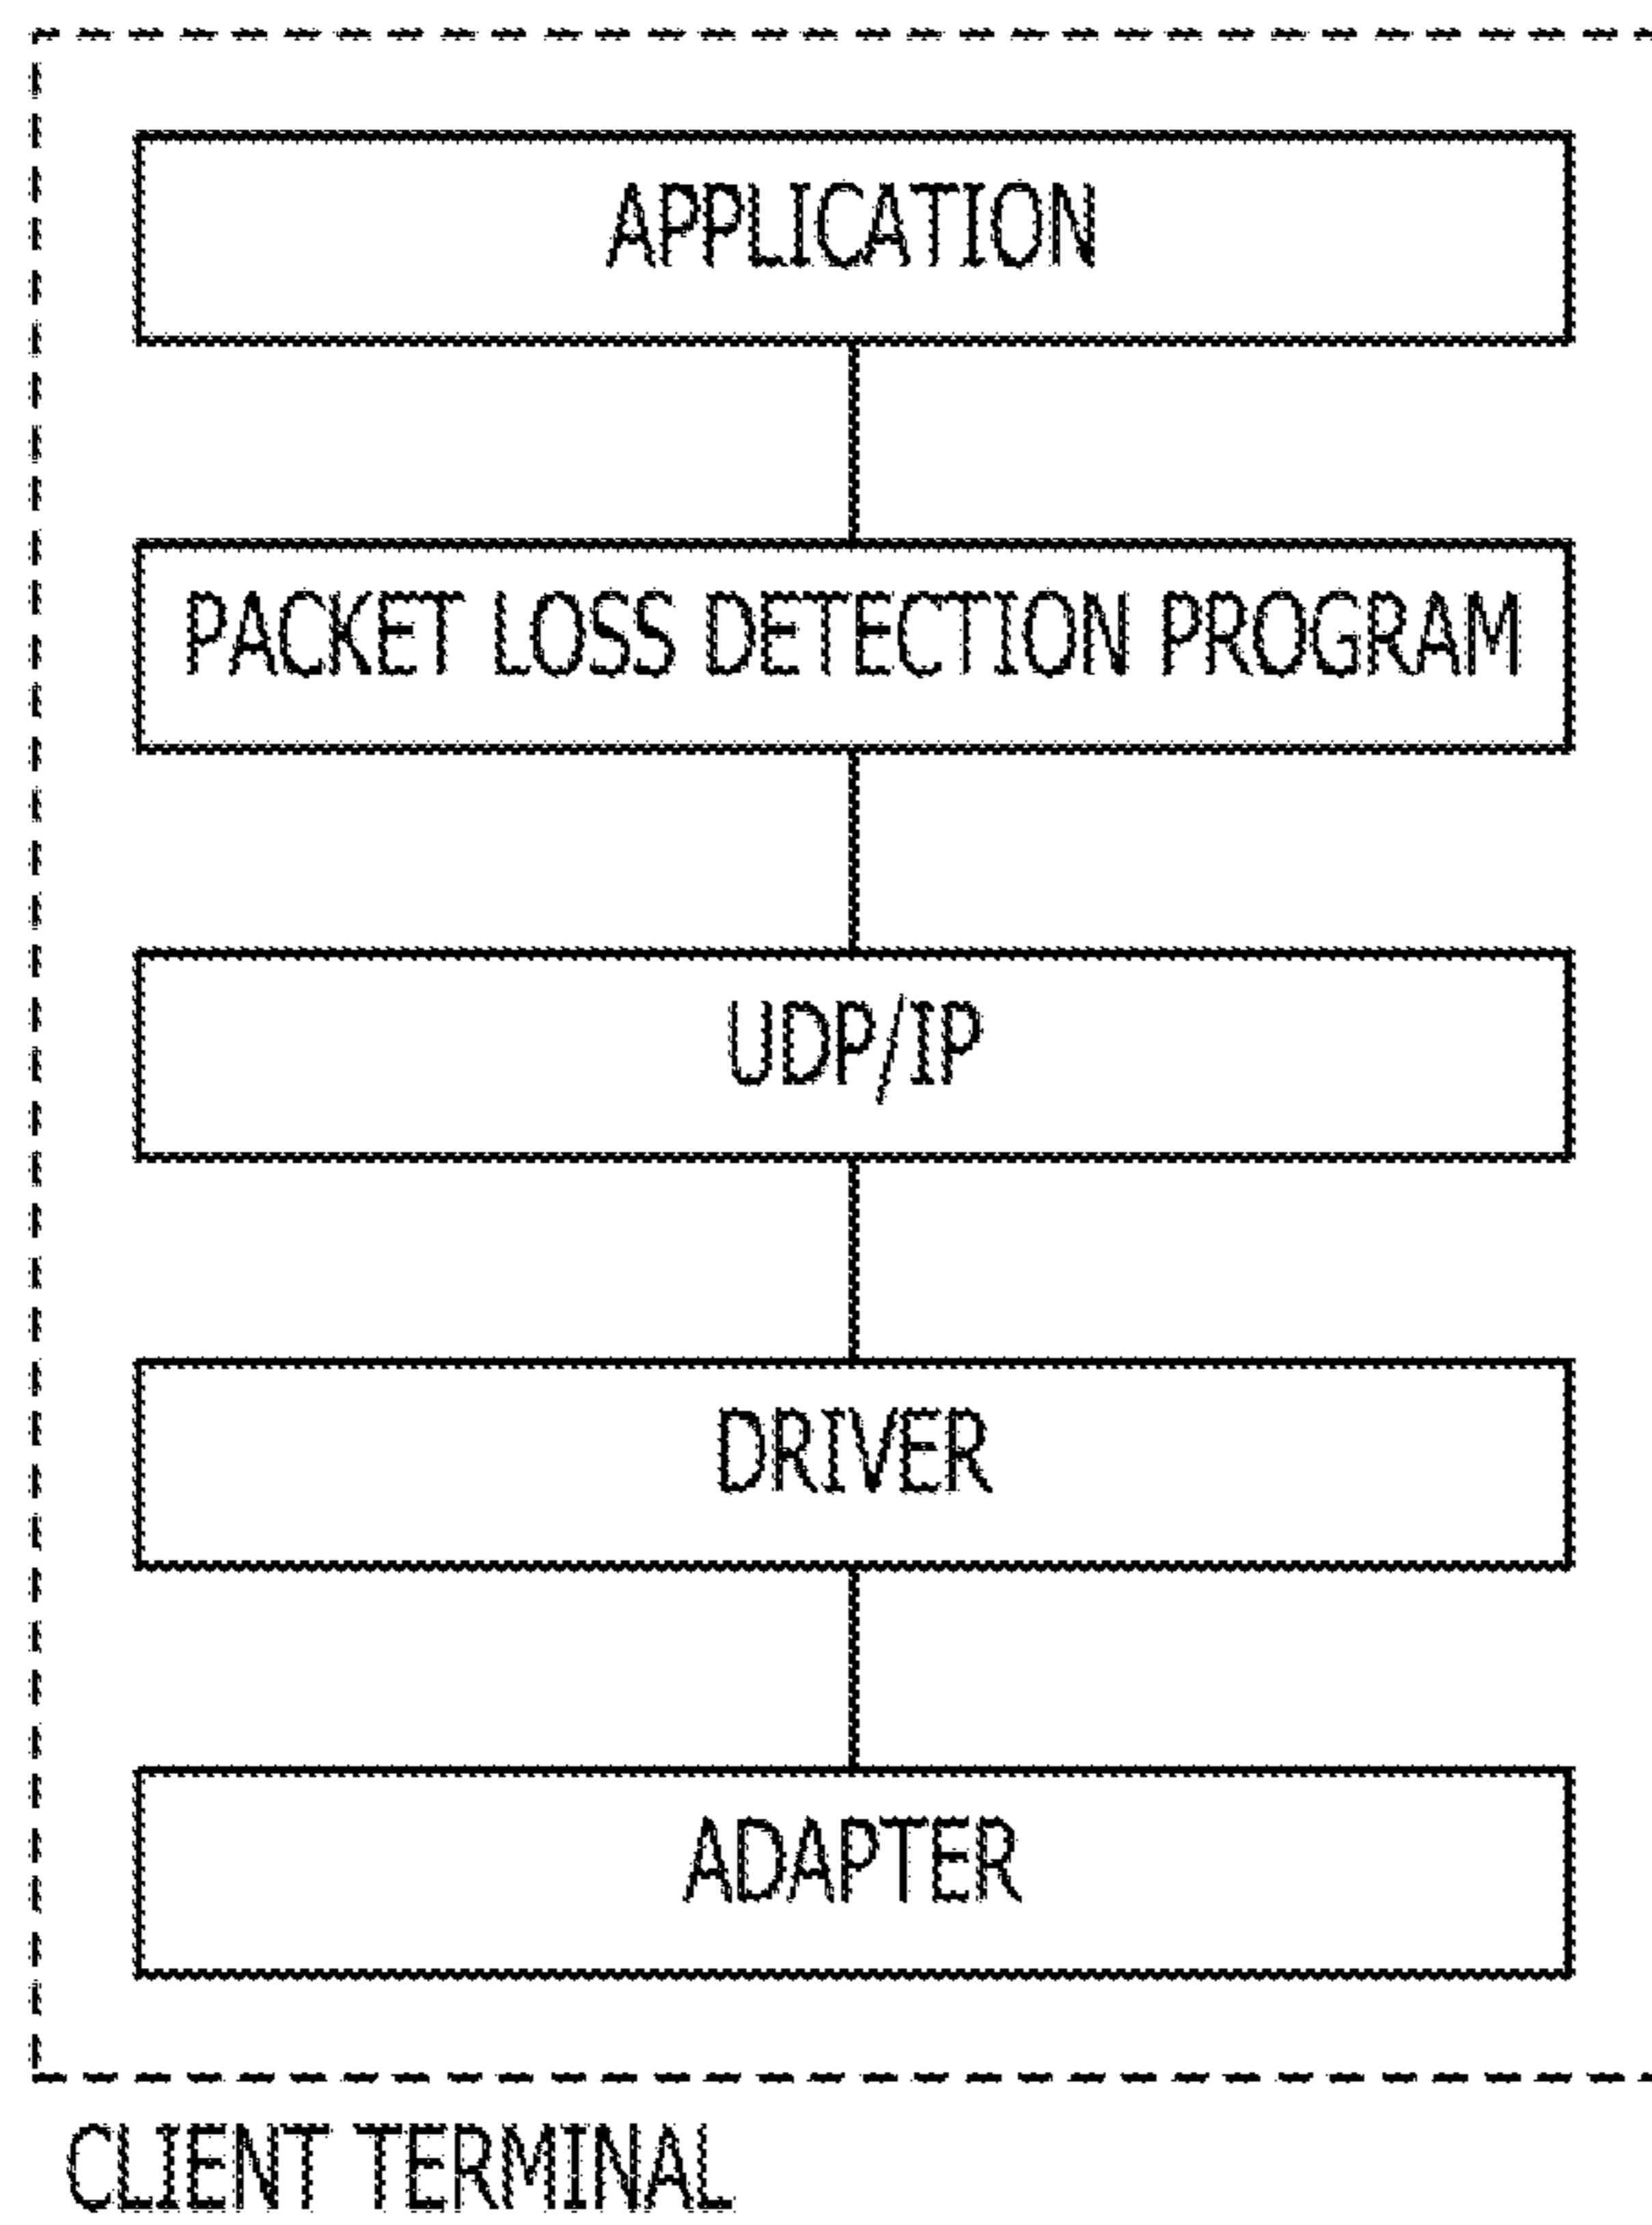 APPLICATION
PACKET LOSS DETECTION PROGRAM
UDP/IP
DRIVER
ADAPTER
CLIENT TERMINAL